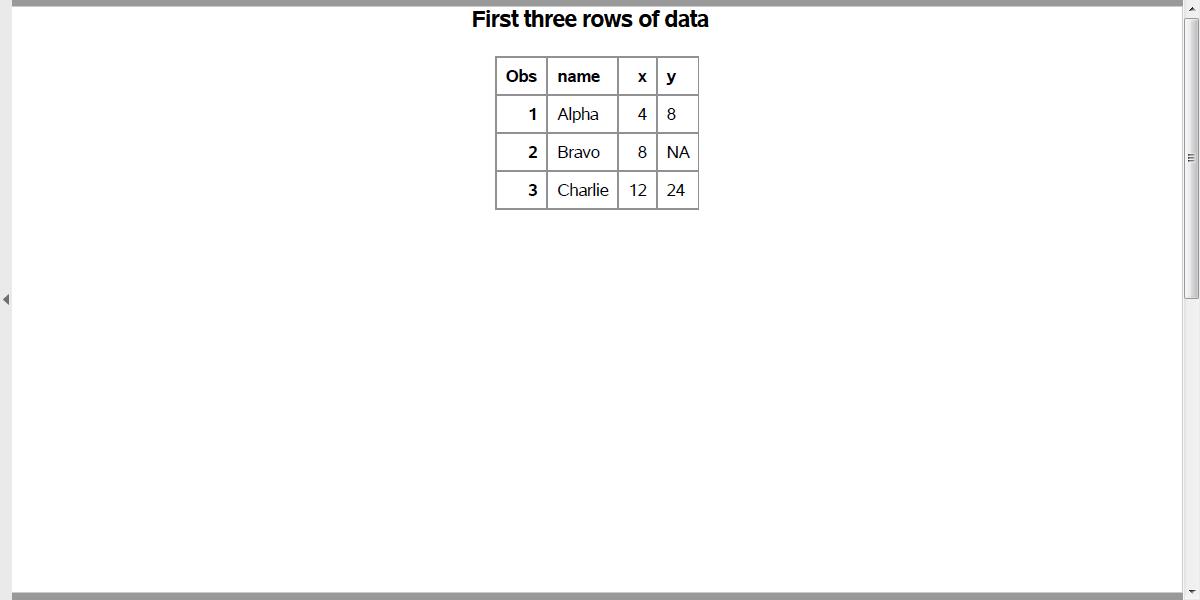 First three rows of data
Obs name x y
1 Alpha 4 8
2 Bravo 8 NA
3 Charlie 12 24